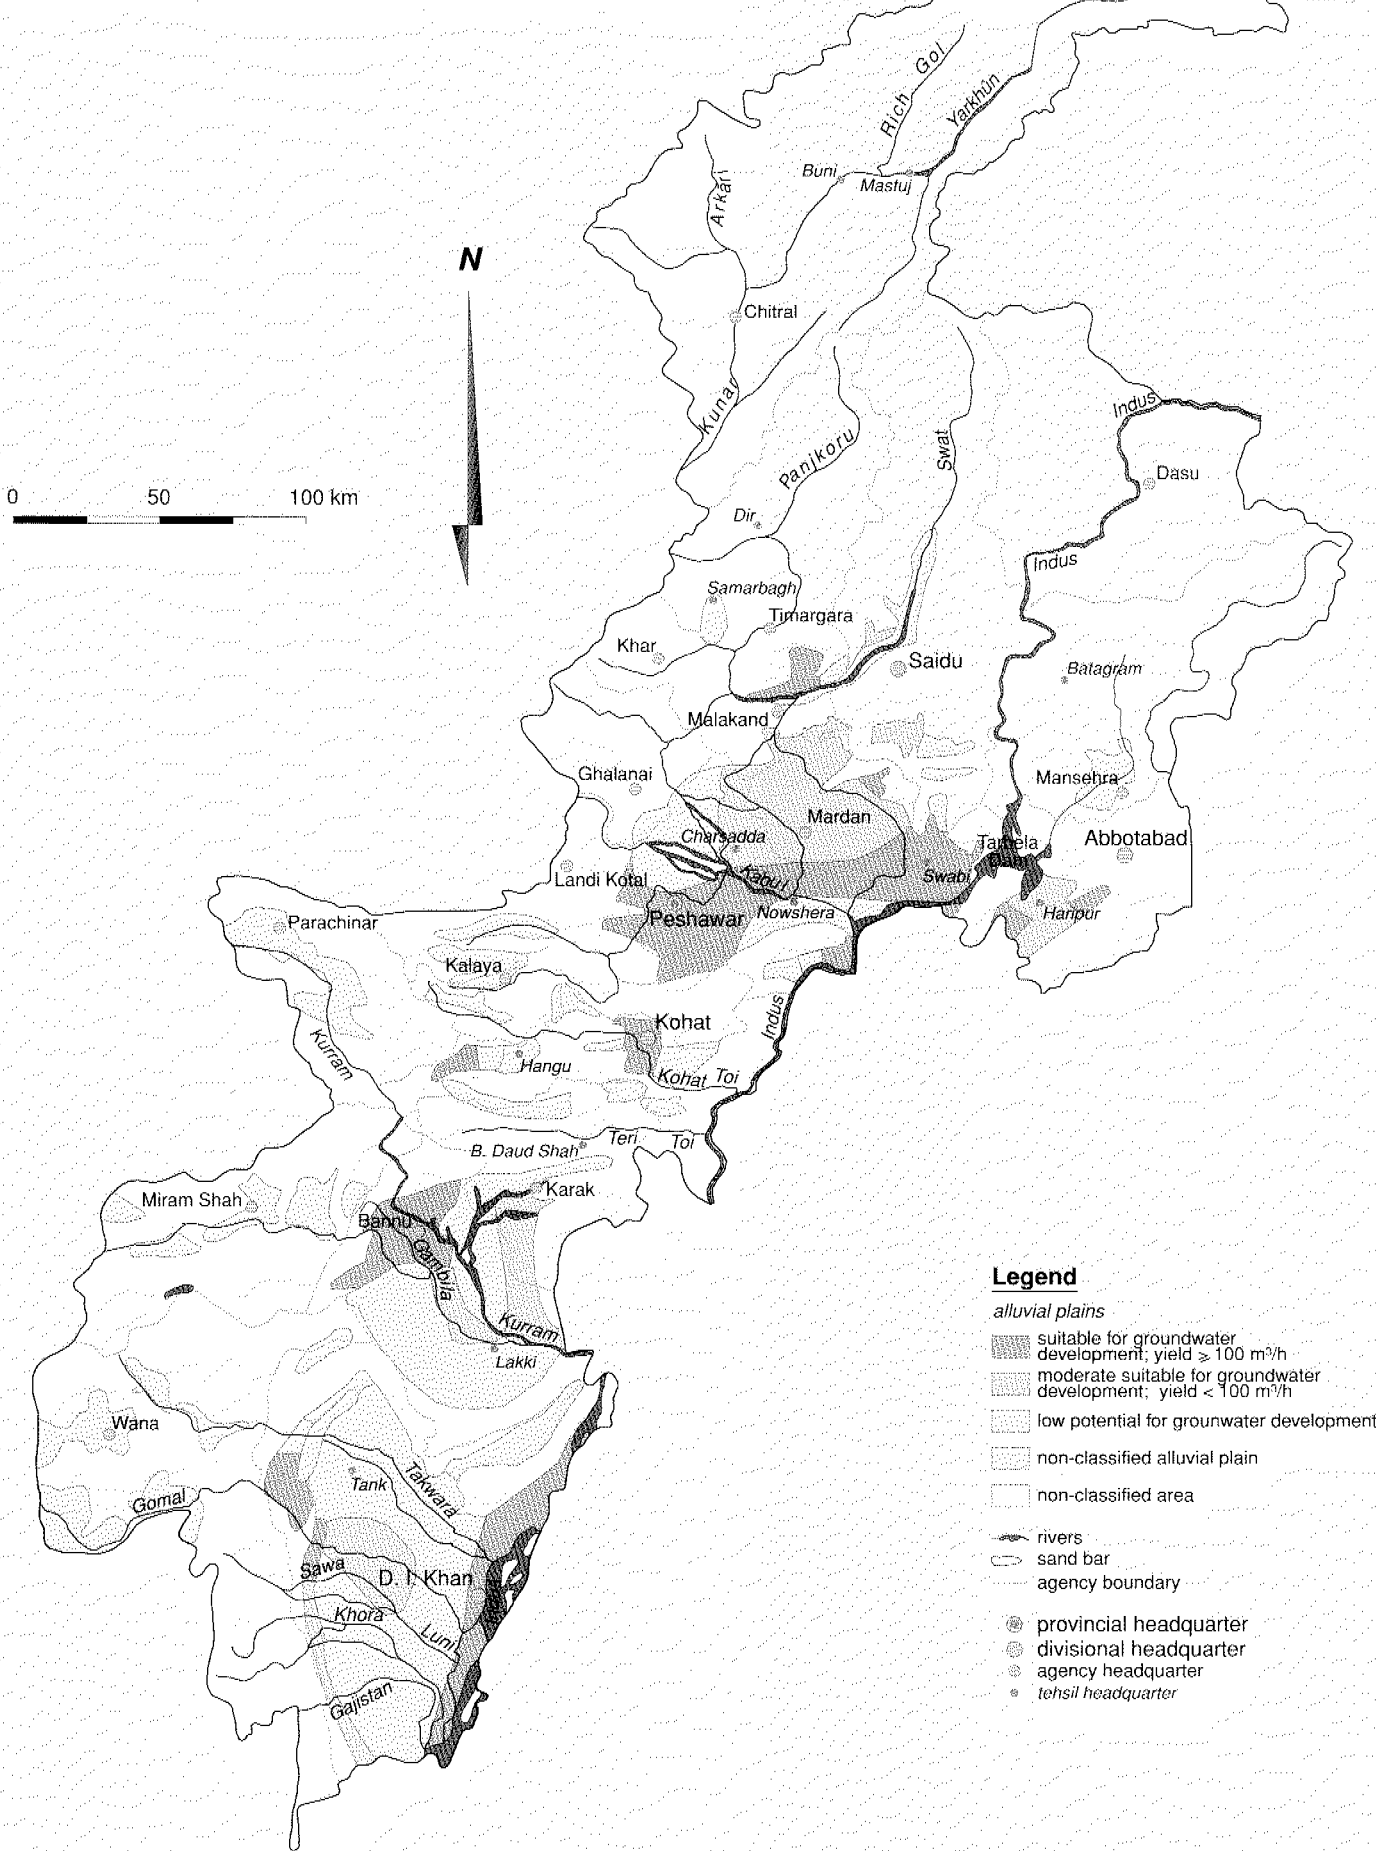 Rich Gol
Yarkhûn
Buni
Mastuj
Arkari
N
Chitral
Kunar
Indus
Panjkoru
Swat
Dasu
0 50 100 km
Dir
Indus
Samarbagh
Timargara
Khar
Saidu
Batagram
Malakand
Ghalanai
Mansehra
Mardan
Charsadda
Tarbela
Dam
Abbotabad
Landi Kotal
Kabul
Swabi
Peshawar
Nowshera
Haripur
Parachinar
Kalaya
Indus
Kohat
Kurram
Hangu
Kohat Toi
B. Daud Shah
Teri Toi
Miram Shah
Karak
Bannu
Gambila
Kurram
Lakki
Wana
Tank
Takwara
Gomal
Sawa
D. I. Khan
Khora
Luni
Gajistan
Legend
alluvial plains
suitable for groundwater
development; yield ⩾ 100 m³/h
moderate suitable for groundwater
development; yield < 100 m³/h
low potential for grounwater development
non-classified alluvial plain
non-classified area
rivers
sand bar
agency boundary
provincial headquarter
divisional headquarter
agency headquarter
tehsil headquarter